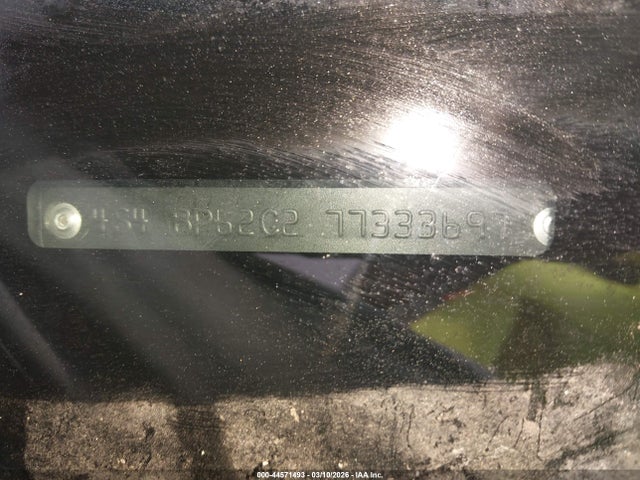 4S4 BP62C2 7733369
000-44571493 - 03/10/2026 - IAA Inc.